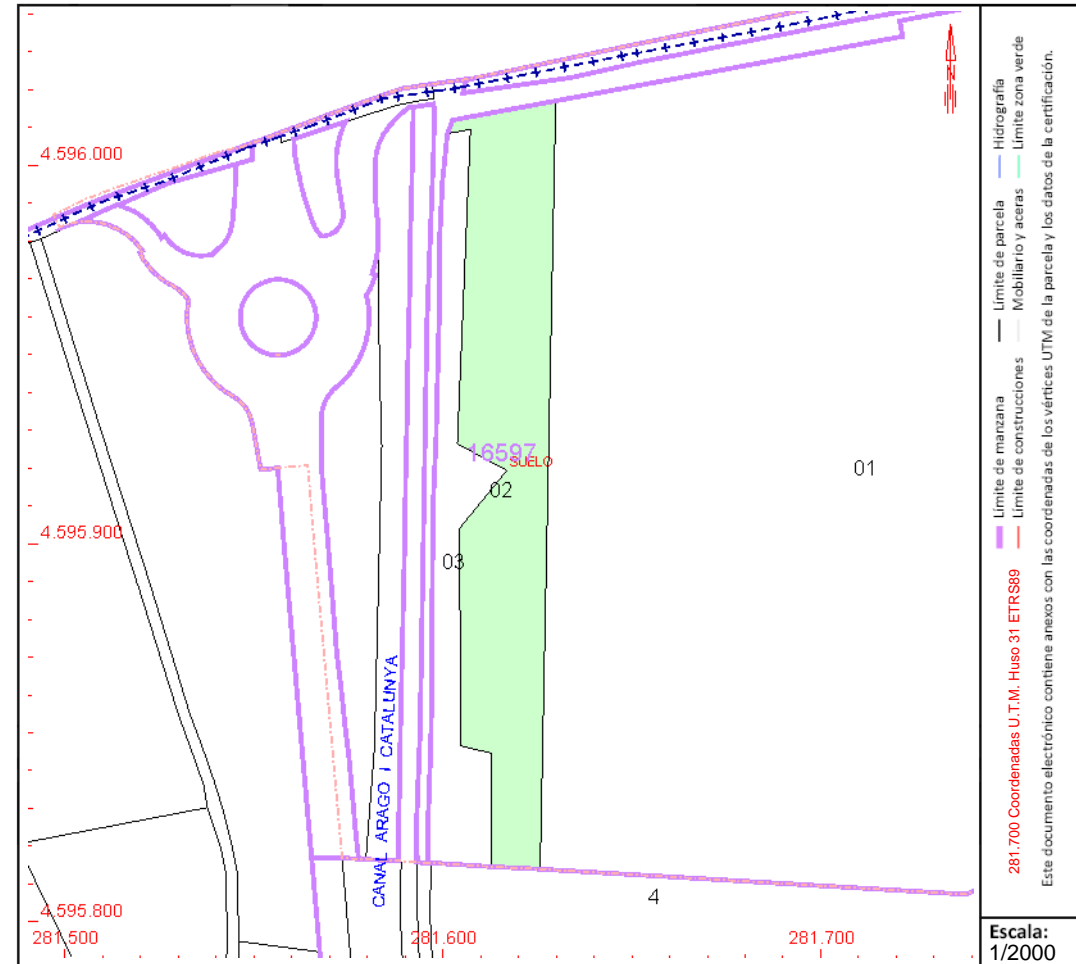 4.596.000
16597
SUELO
01
02
4.595.900
03
CANAL ARAGO I CATALUNYA
4
4.595.800
281.500
281.600
281.700
Hidrografía
Límite zona verde
Límite de parcela
Mobiliario y aceras
Límite de manzana
Límite de construcciones
281.700 Coordenadas U.T.M. Huso 31 ETRS89
Este documento electrónico contiene anexos con las coordenadas de los vértices UTM de la parcela y los datos de la certificación.
Escala:
1/2000